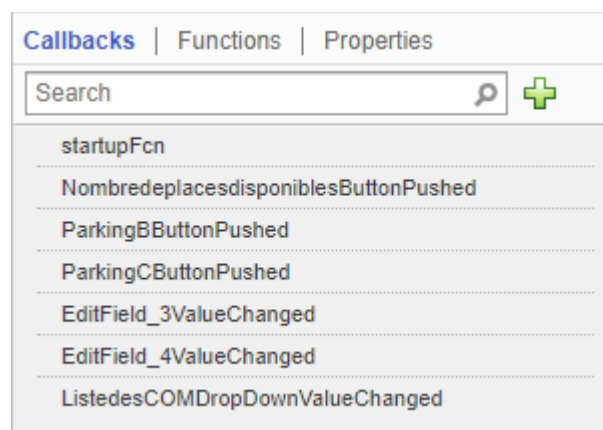 Callbacks | Functions | Properties
Search
startupFcn
NombredeplacesdisponiblesButtonPushed
ParkingBButtonPushed
ParkingCButtonPushed
EditField_3ValueChanged
EditField_4ValueChanged
ListedesCOMDropDownValueChanged